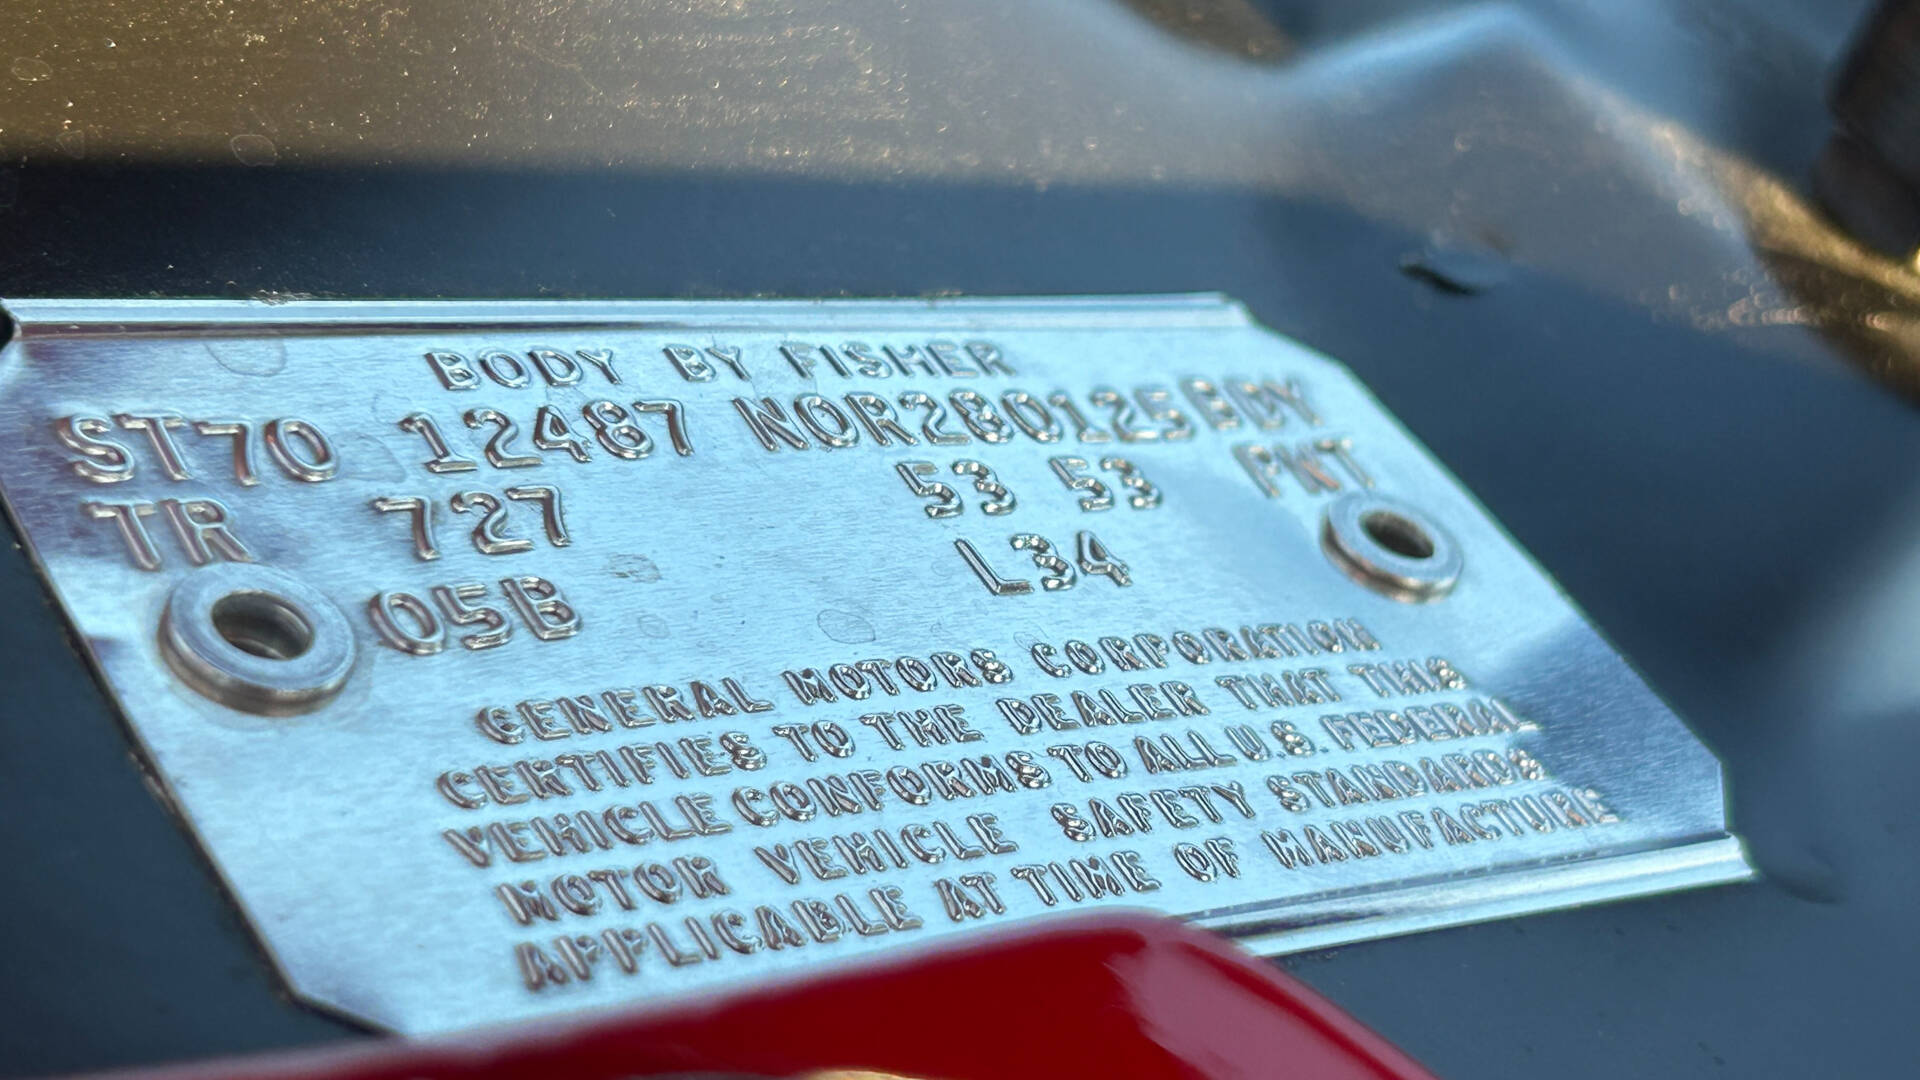 BODY BY FISHER
ST70 12487 NOR280125 BDY
TR 727 53 53 PNT
05B L34
GENERAL MOTORS CORPORATION
CERTIFIES TO THE DEALER THAT THIS
VEHICLE CONFORMS TO ALL U.S. FEDERAL
MOTOR VEHICLE SAFETY STANDARDS
APPLICABLE AT TIME OF MANUFACTURE